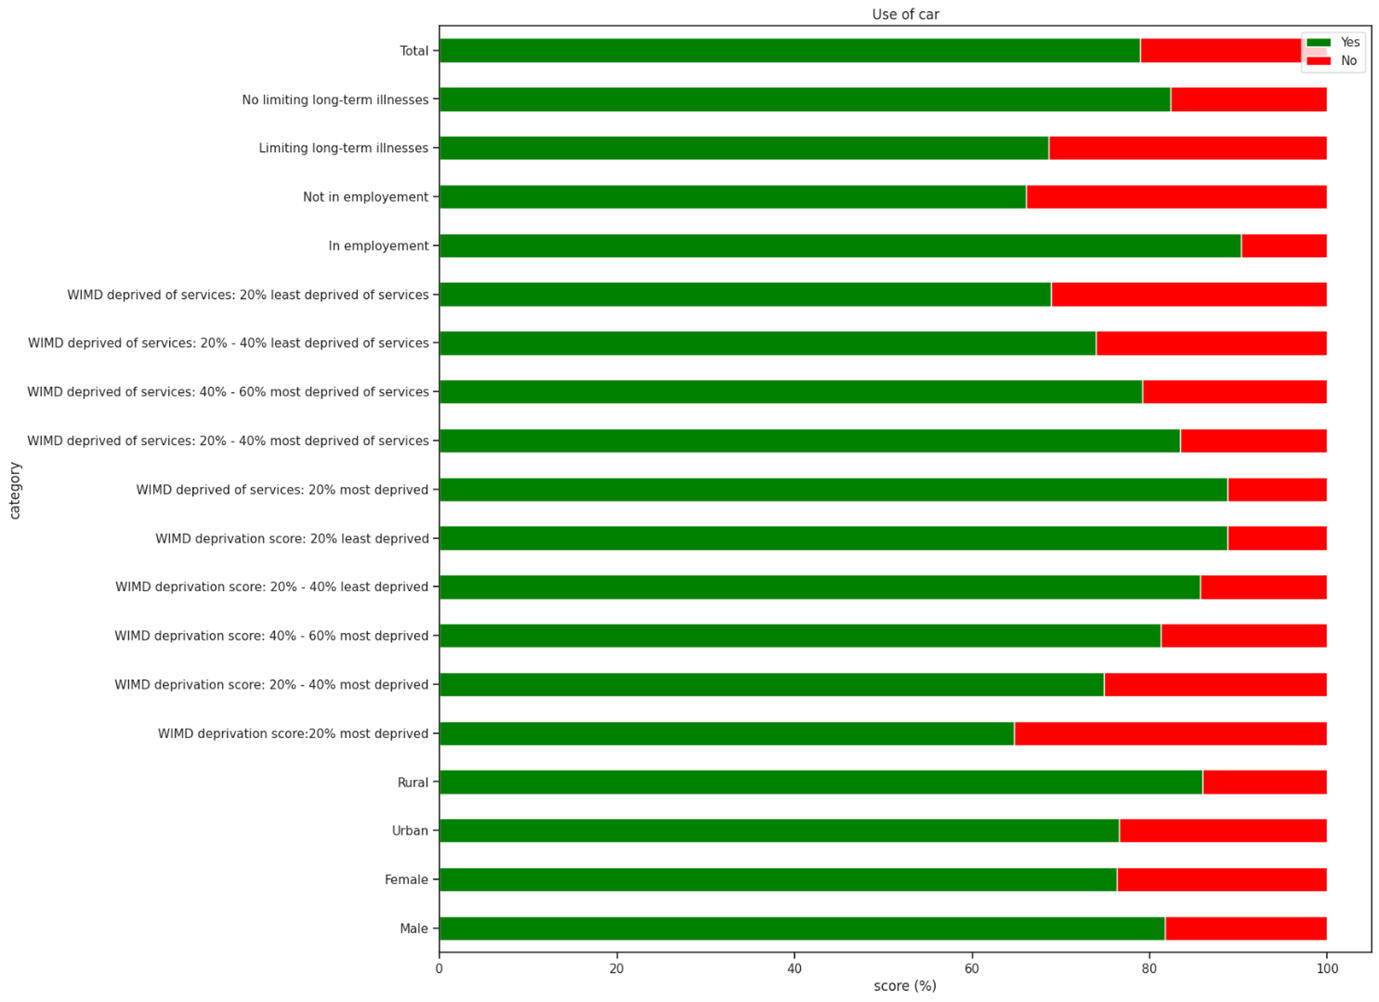 Use of car
Yes
No
Total
No limiting long-term illnesses
Limiting long-term illnesses
Not in employement
In employement
WIMD deprived of services: 20% least deprived of services
WIMD deprived of services: 20% - 40% least deprived of services
WIMD deprived of services: 40% - 60% most deprived of services
WIMD deprived of services: 20% - 40% most deprived of services
WIMD deprived of services: 20% most deprived
WIMD deprivation score: 20% least deprived
WIMD deprivation score: 20% - 40% least deprived
WIMD deprivation score: 40% - 60% most deprived
WIMD deprivation score: 20% - 40% most deprived
WIMD deprivation score:20% most deprived
Rural
Urban
Female
Male
category
0 20 40 60 80 100
score (%)